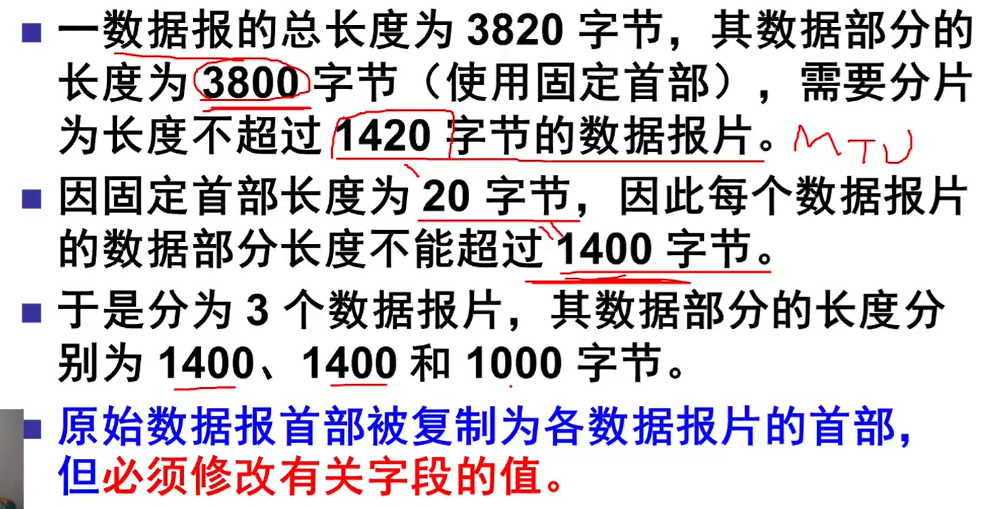 一数据报的总长度为 3820 字节，其数据部分的
长度为 3800 字节（使用固定首部），需要分片
为长度不超过 1420 字节的数据报片。 MTU
因固定首部长度为 20 字节，因此每个数据报片
的数据部分长度不能超过 1400 字节。
于是分为 3 个数据报片，其数据部分的长度分
别为 1400、1400 和 1000 字节。
原始数据报首部被复制为各数据报片的首部，
但必须修改有关字段的值。